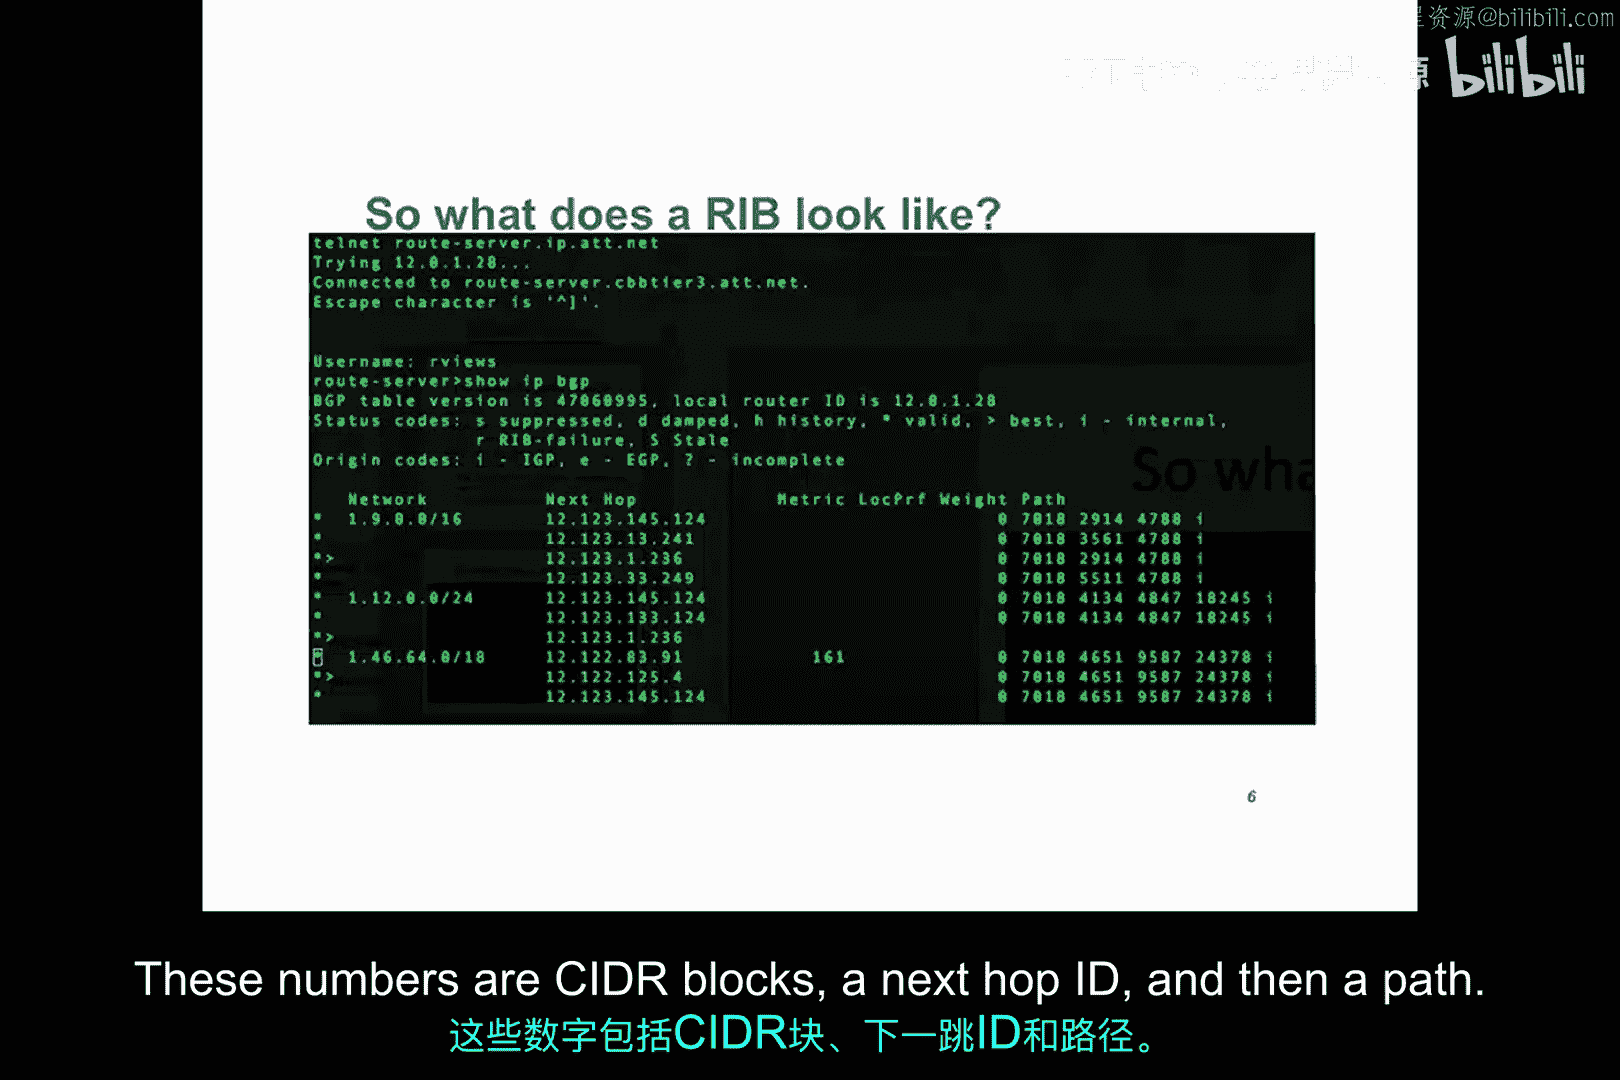 资源@bilibili.com
bilibili
So what does a RIB look like?
telnet route-server.ip.att.net
Trying 12.0.1.28...
Connected to route-server.cbbtier3.att.net.
Escape character is '^]'.
Username: rviews
route-server>show ip bgp
BGP table version is 47060995, local router ID is 12.0.1.28
Status codes: s suppressed, d damped, h history, * valid, > best, i - internal,
r RIB-failure, S Stale
Origin codes: i - IGP, e - EGP, ? - incomplete
So wha
Network Next Hop Metric LocPrf Weight Path
* 1.9.0.0/16 12.123.145.124 0 7018 2914 4788 i
* 12.123.13.241 0 7018 3561 4788 i
*> 12.123.1.236 0 7018 2914 4788 i
* 12.123.33.249 0 7018 5511 4788 i
* 1.12.0.0/24 12.123.145.124 0 7018 4134 4847 18245 i
* 12.123.133.124 0 7018 4134 4847 18245 i
*> 12.123.1.236
* 1.46.64.0/18 12.122.83.91 161 0 7018 4651 9587 24378 i
*> 12.122.125.4 0 7018 4651 9587 24378 i
* 12.123.145.124 0 7018 4651 9587 24378 i
6
These numbers are CIDR blocks, a next hop ID, and then a path.
这些数字包括CIDR块、下一跳ID和路径。